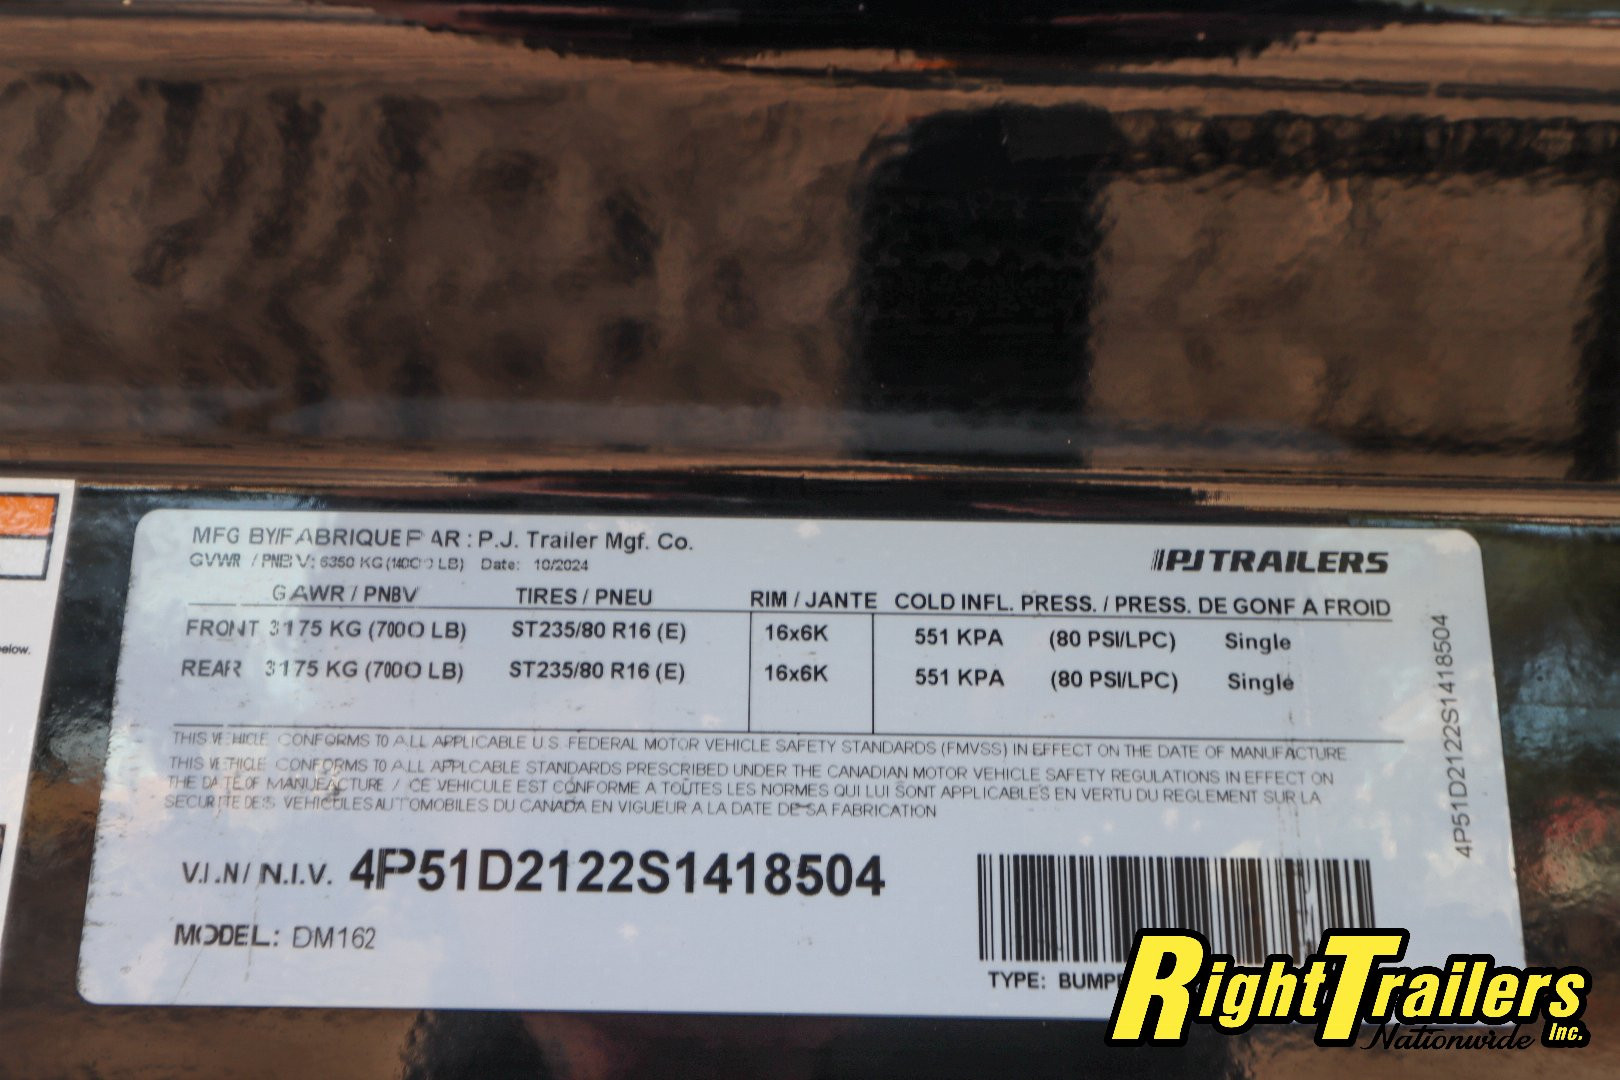 MFG BY/FABRIQUE PAR : P.J. Trailer Mgf. Co.
GVWR / PNBV: 6350 KG (14000 LB) Date: 10/2024
PJTRAILERS
GAWR / PNBV TIRES / PNEU RIM / JANTE COLD INFL. PRESS. / PRESS. DE GONF A FROID
FRONT 3175 KG (7000 LB) ST235/80 R16 (E) 16x6K 551 KPA (80 PSI/LPC) Single
REAR 3175 KG (7000 LB) ST235/80 R16 (E) 16x6K 551 KPA (80 PSI/LPC) Single
THIS VEHICLE CONFORMS TO ALL APPLICABLE U.S. FEDERAL MOTOR VEHICLE SAFETY STANDARDS (FMVSS) IN EFFECT ON THE DATE OF MANUFACTURE
THIS VETHICLE CONFORMS TO ALL APPLCABLE STANDARDS PRESCRIBED UNDER THE CANADIAN MOTOR VEHICLE SAFETY REGULATIONS IN EFFECT ON
THE DATE OF MANUFACTURE / CE VEHICULE EST CONFORME A TOUTES LES NORMES QUI LUI SONT APPLICABLES EN VERTU DU REGLEMENT SUR LA
SECURITE DES VEHICULES AUTOMOBILES DU CANADA EN VIGUEUR A LA DATE DE SA FABRICATION
V.I.N/ N.I.V. 4P51D2122S1418504
MODEL: DM162
TYPE:
4P51D2122S1418504
elow.
RightTrailers Inc.
Nationwide